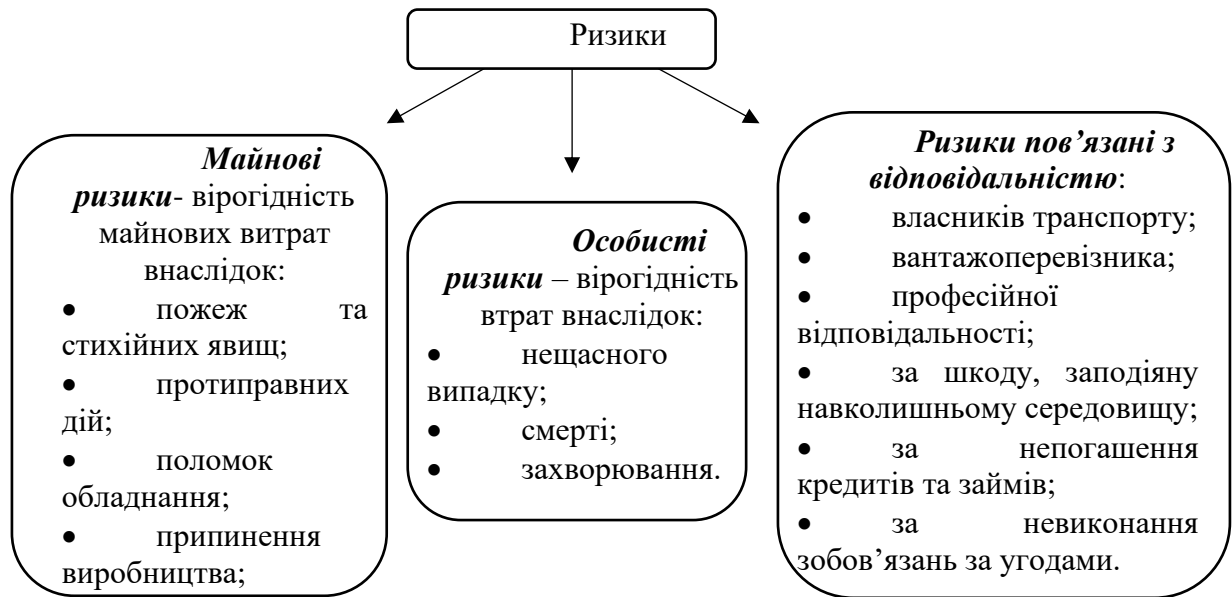 Ризики
Майнові
ризики- вірогідність
майнових витрат
внаслідок:
• пожеж та
стихійних явищ;
• протиправних
дій;
• поломок
обладнання;
• припинення
виробництва;
Особисті
ризики – вірогідність
втрат внаслідок:
• нещасного
випадку;
• смерті;
• захворювання.
Ризики пов’язані з
відповідальністю:
• власників транспорту;
• вантажоперевізника;
• професійної
відповідальності;
• за шкоду, заподіяну
навколишньому середовищу;
• за непогашення
кредитів та займів;
• за невиконання
зобов’язань за угодами.